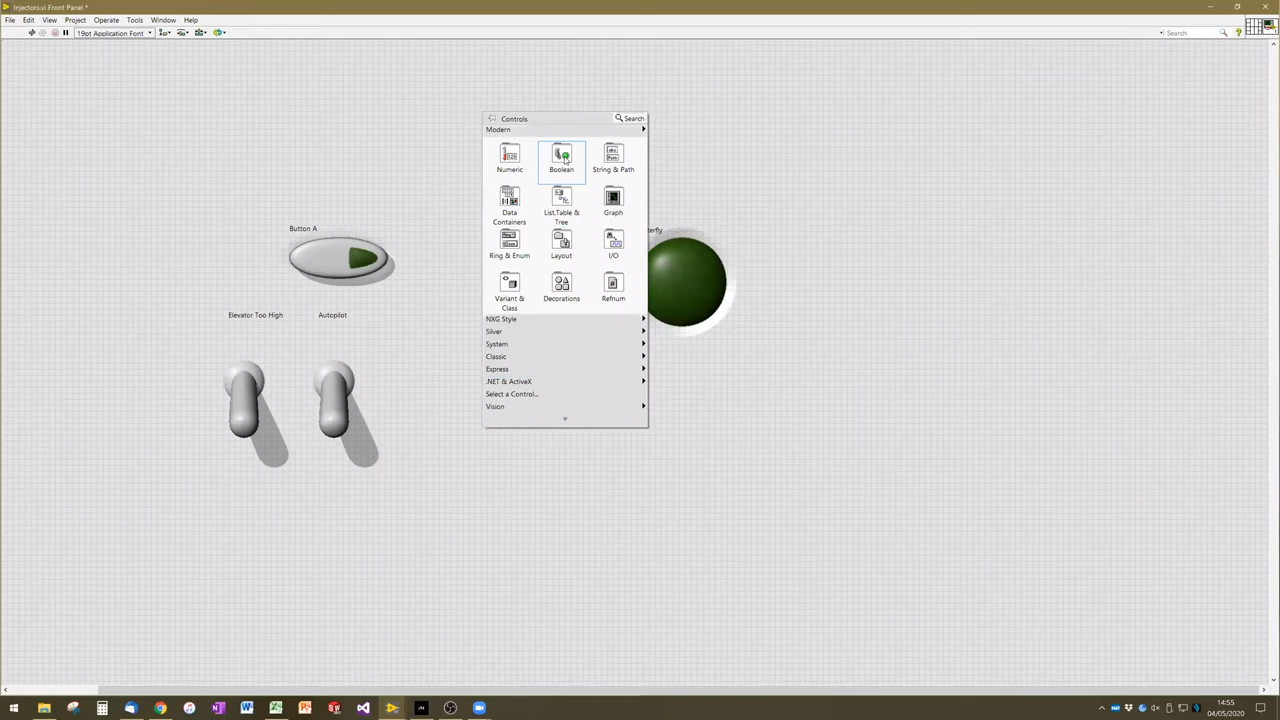 Injectors.vi Front Panel *
File Edit View Project Operate Tools Window Help
19pt Application Font
Search
Controls
Search
Modern
Numeric Boolean String & Path
Data Containers
List.Table & Tree
Graph
Ring & Enum Layout I/O
Variant & Class
Decorations Refnum
NXG Style
Silver
System
Classic
Express
.NET & ActiveX
Select a Control...
Vision
Button A
terfly
Elevator Too High Autopilot
14:55
04/05/2020